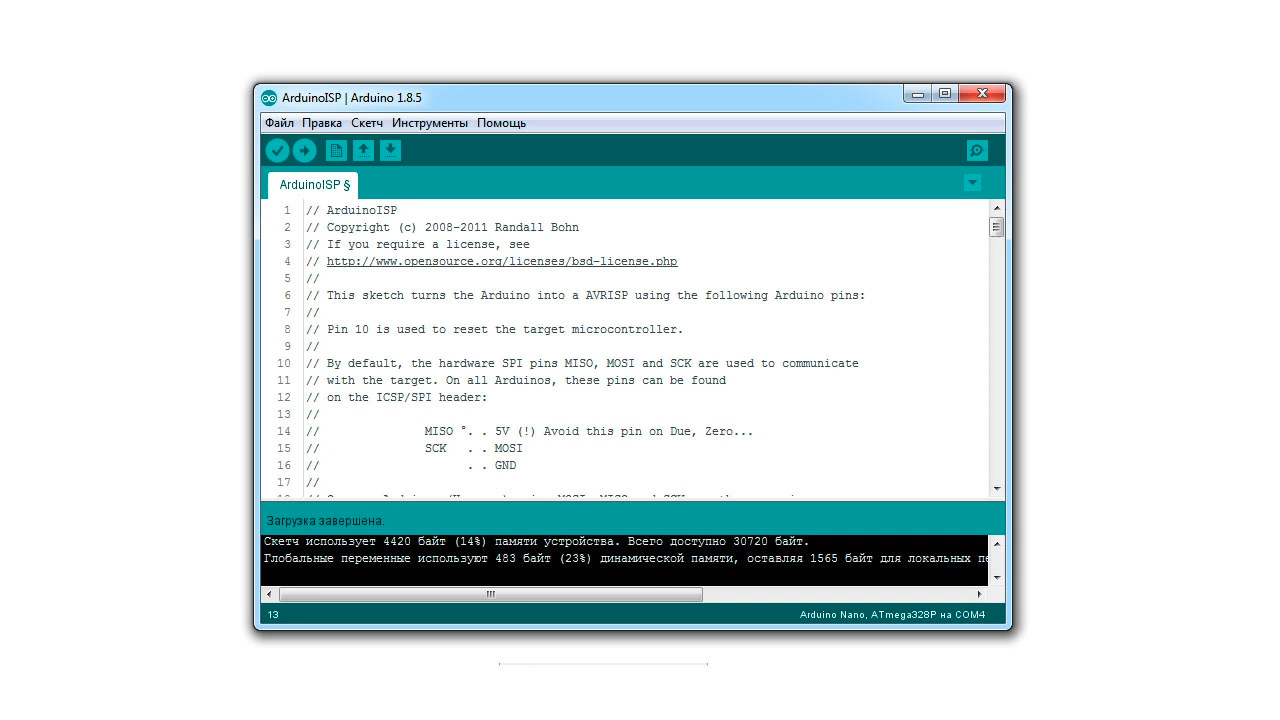 ArduinoISP | Arduino 1.8.5
Файл Правка Скетч Инструменты Помощь
ArduinoISP §
1 // ArduinoISP
2 // Copyright (c) 2008-2011 Randall Bohn
3 // If you require a license, see
4 // http://www.opensource.org/licenses/bsd-license.php
5 //
6 // This sketch turns the Arduino into a AVRISP using the following Arduino pins:
7 //
8 // Pin 10 is used to reset the target microcontroller.
9 //
10 // By default, the hardware SPI pins MISO, MOSI and SCK are used to communicate
11 // with the target. On all Arduinos, these pins can be found
12 // on the ICSP/SPI header:
13 //
14 // MISO °. . 5V (!) Avoid this pin on Due, Zero...
15 // SCK . . MOSI
16 // . . GND
17 //
Загрузка завершена.
Скетч использует 4420 байт (14%) памяти устройства. Всего доступно 30720 байт.
Глобальные переменные используют 483 байт (23%) динамической памяти, оставляя 1565 байт для локальных пе
13 Arduino Nano, ATmega328P на COM4